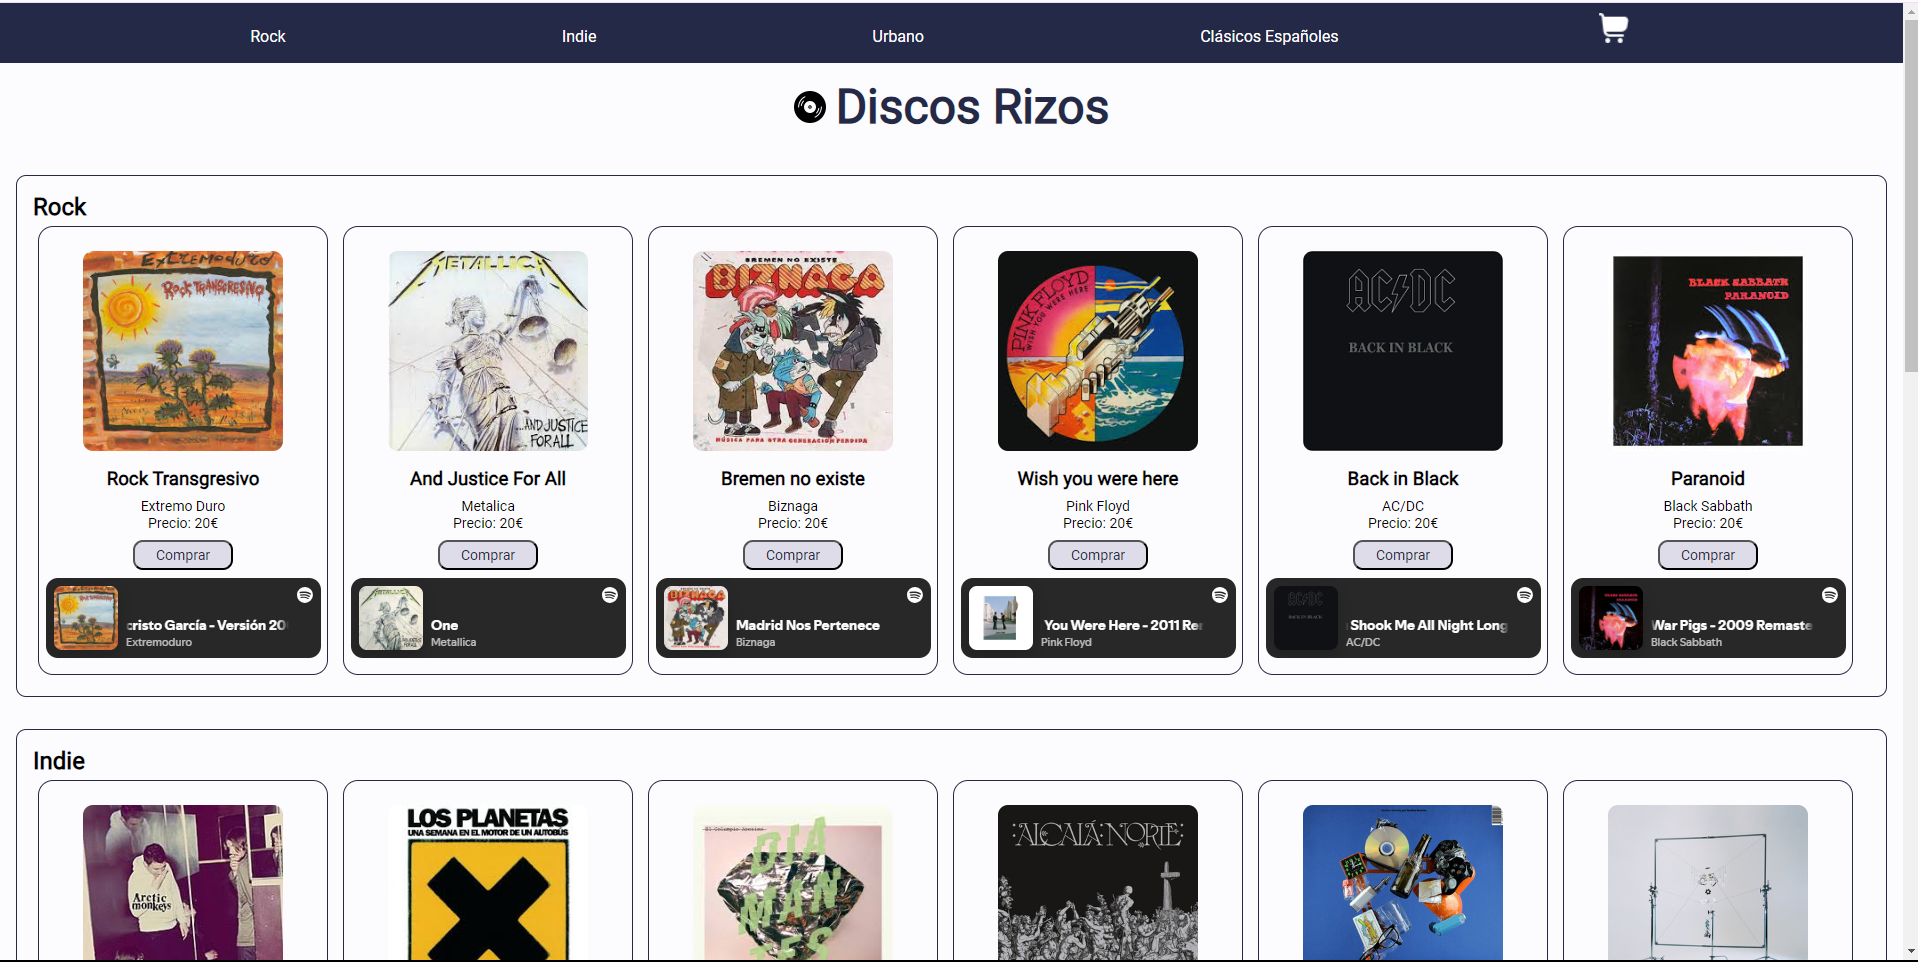 Rock
Indie
Urbano
Clásicos Españoles
Discos Rizos
Rock
EXTREMODURO
ROCK TRANSGRESIVO
METALLICA
...AND JUSTICE
FOR ALL
BREMEN NO EXISTE
BIZNAGA
MÚSICA PARA OTRA GENERACIÓN PERDIDA
PINK FLOYD
WISH YOU WERE HERE
AC/DC
BACK IN BLACK
BLACK SABBATH
PARANOID
Rock Transgresivo
Extremo Duro
Precio: 20€
Comprar
cristo García - Versión 20
Extremoduro
And Justice For All
Metalica
Precio: 20€
Comprar
One
Metallica
Bremen no existe
Biznaga
Precio: 20€
Comprar
Madrid Nos Pertenece
Biznaga
Wish you were here
Pink Floyd
Precio: 20€
Comprar
You Were Here - 2011 Re
Pink Floyd
Back in Black
AC/DC
Precio: 20€
Comprar
Shook Me All Night Long
AC/DC
Paranoid
Black Sabbath
Precio: 20€
Comprar
War Pigs - 2009 Remaste
Black Sabbath
Indie
Arctic
monkeys
LOS PLANETAS
UNA SEMANA EN EL MOTOR DE UN AUTOBÚS
El Columpio Asesino
DIA
MAN
TES
ALCALÁ NORTE